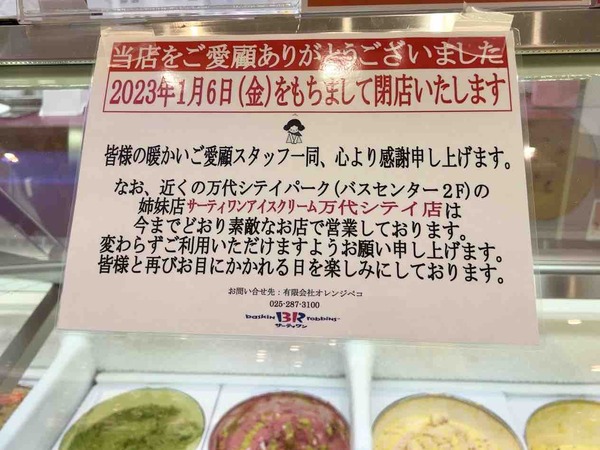 当店をご愛顧ありがとうございました
2023年1月6日(金)をもちまして閉店いたします
皆様の暖かいご愛顧スタッフ一同、心より感謝申し上げます。
なお、近くの万代シテイパーク(バスセンター2F)の
姉妹店サーティワンアイスクリーム万代シテイ店は
今までどおり素敵なお店で営業しております。
変わらずご利用いただけますようお願い申し上げます。
皆様と再びお目にかかれる日を楽しみにしております。
お問い合せ先:有限会社オレンジペコ
025-287-3100
baskin BR robbins
サーティワン